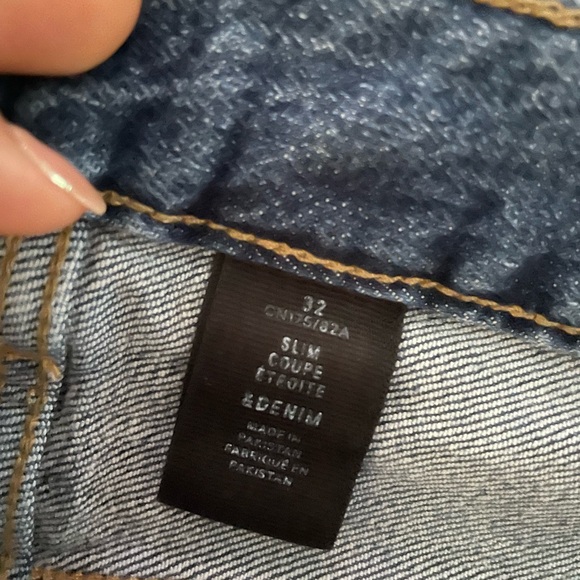 32
CN175/82A
SLIM
COUPE
ÉTROITE
&DENIM
MADE IN
PAKISTAN
FABRIQUÉ EN
PAKISTAN